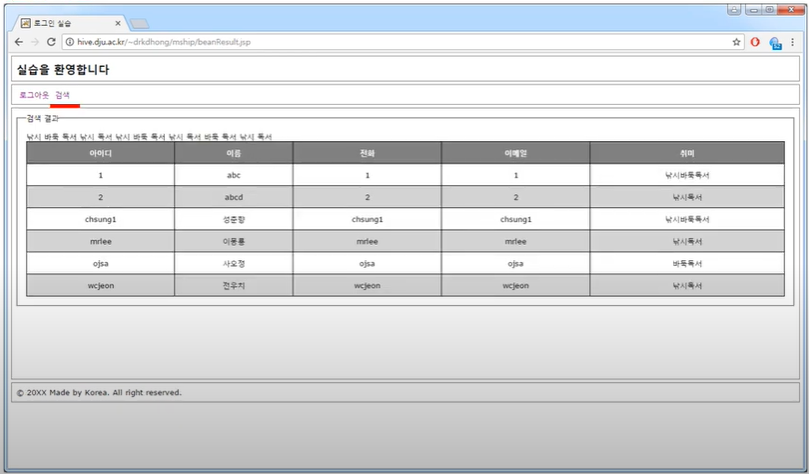 로그인 실습
hive.dju.ac.kr/~drkdhong/mship/beanResult.jsp
실습을 환영합니다
로그아웃 검색
검색 결과
낚시 바둑 독서 낚시 독서 낚시 바둑 독서 낚시 독서 바둑 독서 낚시 독서
아이디 이름 전화 이메일 취미
1 abc 1 1 낚시바둑독서
2 abcd 2 2 낚시독서
chsung1 성춘향 chsung1 chsung1 낚시바둑독서
mrlee 이몽룡 mrlee mrlee 낚시독서
ojsa 사오정 ojsa ojsa 바둑독서
wcjeon 전우치 wcjeon wcjeon 낚시독서
© 20XX Made by Korea. All right reserved.